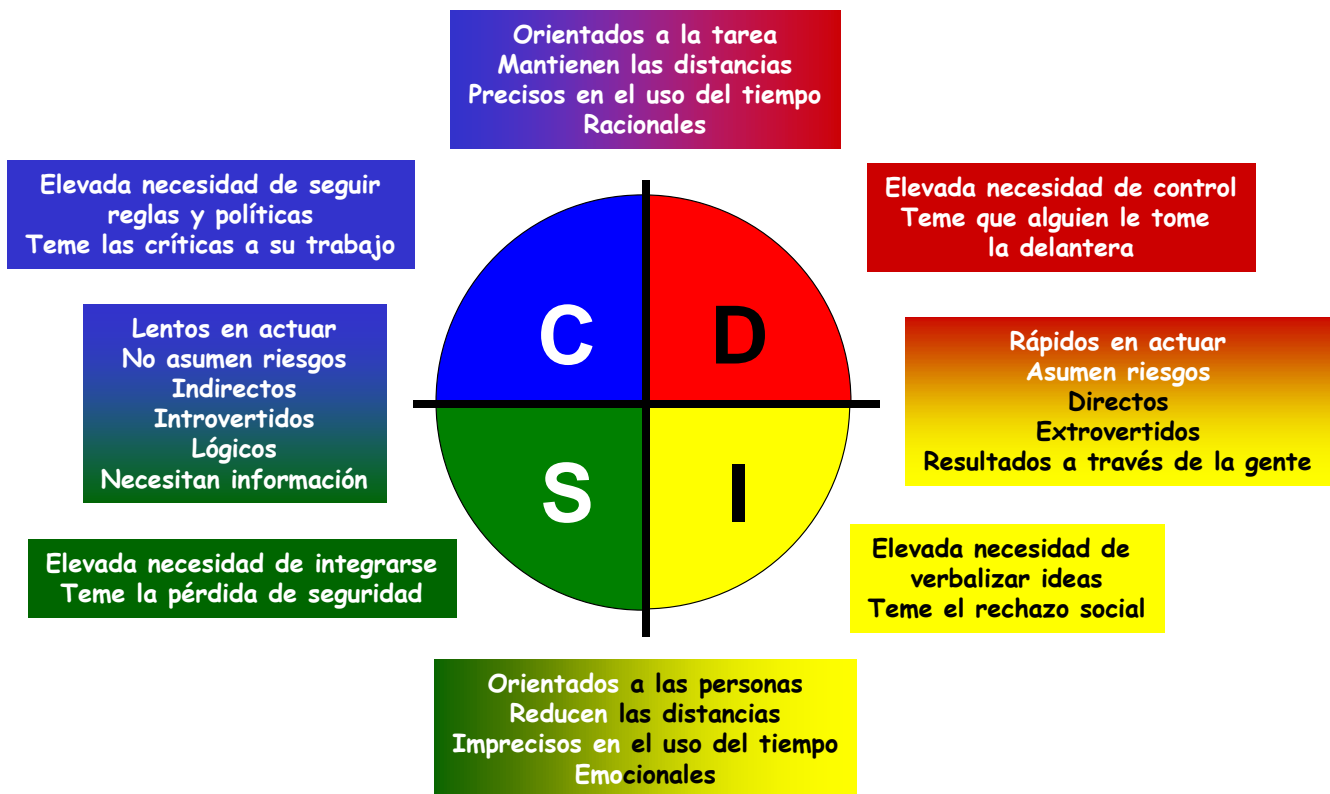 Orientados a la tarea
Mantienen las distancias
Precisos en el uso del tiempo
Racionales
Elevada necesidad de seguir
reglas y políticas
Teme las críticas a su trabajo
Elevada necesidad de control
Teme que alguien le tome
la delantera
Lentos en actuar
No asumen riesgos
Indirectos
Introvertidos
Lógicos
Necesitan información
C
D
Rápidos en actuar
Asumen riesgos
Directos
Extrovertidos
Resultados a través de la gente
S
I
Elevada necesidad de integrarse
Teme la pérdida de seguridad
Elevada necesidad de
verbalizar ideas
Teme el rechazo social
Orientados a las personas
Reducen las distancias
Imprecisos en el uso del tiempo
Emocionales